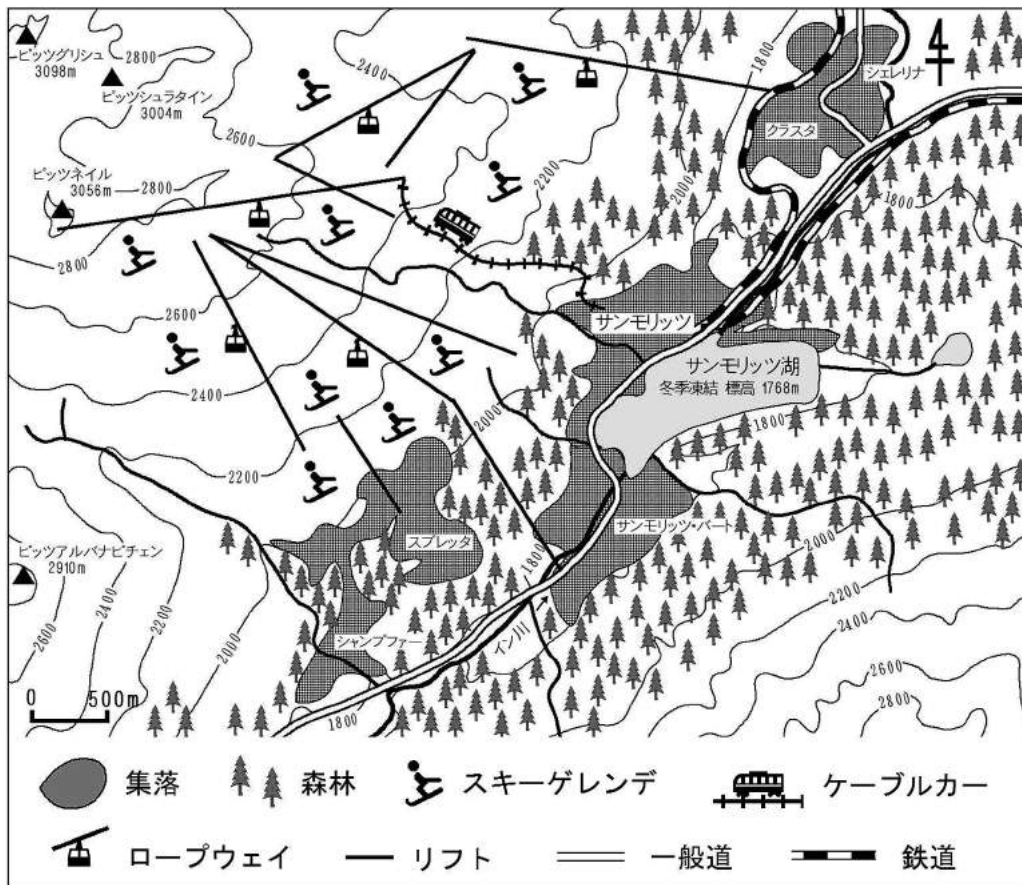 ピッツグリシュ
3098m
2800
ピッツシュラタイン
3004m
2400
1800
シェレリナ
クラスタ
2600
ピッツネイル
3056m
2800
2200
2000
1800
2800
2600
サンモリッツ
サンモリッツ湖
冬季凍結 標高 1768m
2400
2000
1800
2200
スブレッタ
サンモリッツ・バート
2000
ピッツアルバナピチェン
2910m
1800
2200
2400
2600
2400
2200
2000
シャンプファー
イン川
2600
2800
0 500m
1800
集落
森林
スキーゲレンデ
ケーブルカー
ロープウェイ
リフト
一般道
鉄道